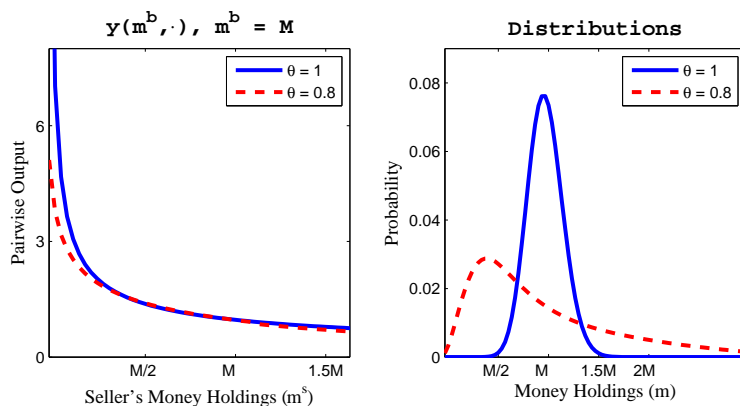 y(m^b,·), m^b = M
θ = 1
θ = 0.8
Pairwise Output
6
3
0
M/2
M
1.5M
Seller's Money Holdings (m^s)
Distributions
θ = 1
θ = 0.8
Probability
0.08
0.06
0.04
0.02
0
M/2
M
1.5M
2M
Money Holdings (m)